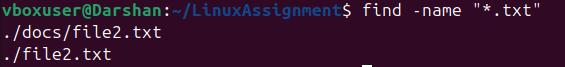 vboxuser@Darshan:~/LinuxAssignment$ find -name "*.txt"
./docs/file2.txt
./file2.txt